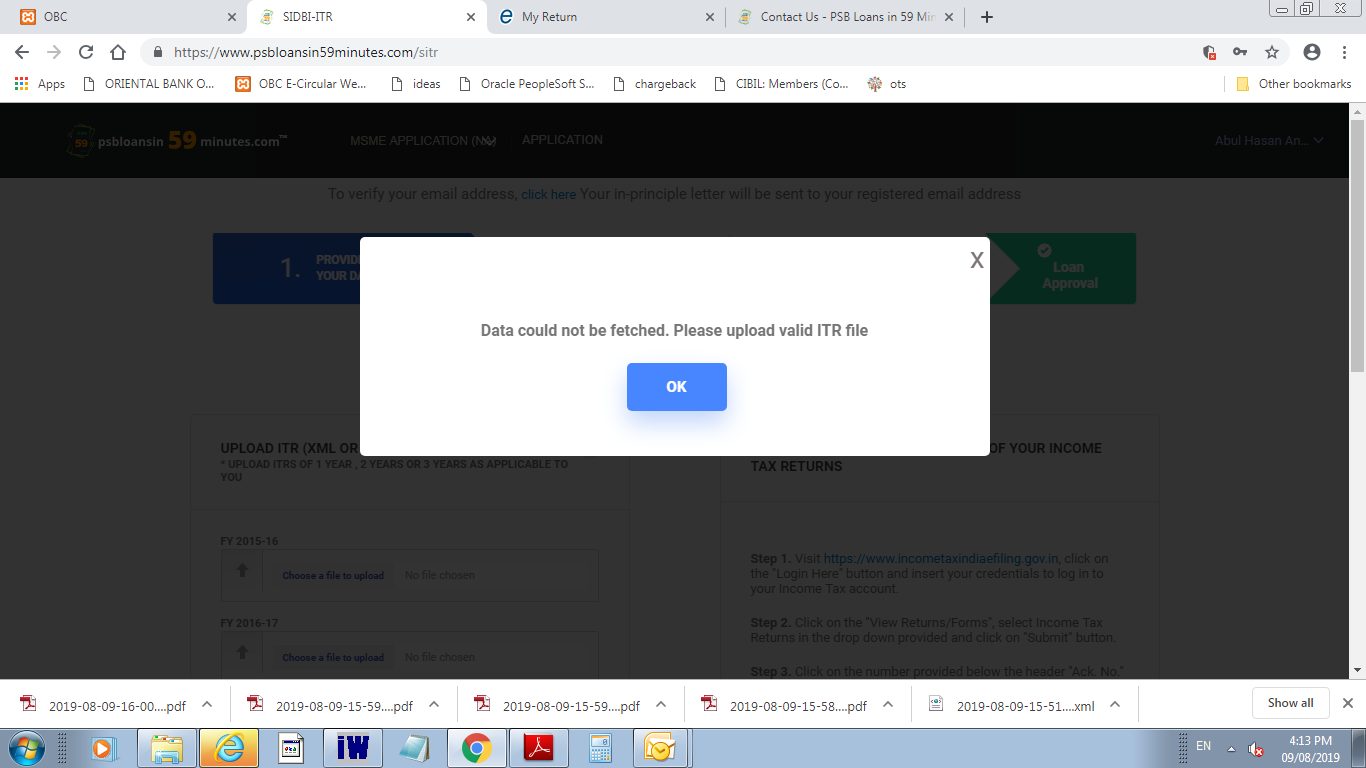 OBC
SIDBI-ITR
My Return
Contact Us - PSB Loans in 59 Min
https://www.psbloansin59minutes.com/sitr
Apps
ORIENTAL BANK O...
OBC E-Circular We...
ideas
Oracle PeopleSoft S...
chargeback
CIBIL: Members (Co...
ots
Other bookmarks
psbloansin 59 minutes.com™
MSME APPLICATION
APPLICATION
Abul Hasan An...
To verify your email address, click here Your in-principle letter will be sent to your registered email address
1.
PROVIDE
YOUR DA
Loan
Approval
X
Data could not be fetched. Please upload valid ITR file
OK
UPLOAD ITR (XML OR
* UPLOAD ITRS OF 1 YEAR , 2 YEARS OR 3 YEARS AS APPLICABLE TO
YOU
FY 2015-16
Choose a file to upload No file chosen
FY 2016-17
Choose a file to upload No file chosen
OF YOUR INCOME
TAX RETURNS
Step 1. Visit https://www.incometaxindiaefiling.gov.in, click on
the "Login Here" button and insert your credentials to log in to
your Income Tax account.
Step 2. Click on the "View Returns/Forms", select Income Tax
Returns in the drop down provided and click on "Submit" button.
Step 3. Click on the number provided below the header "Ack. No."
2019-08-09-16-00....pdf
2019-08-09-15-59....pdf
2019-08-09-15-59....pdf
2019-08-09-15-58....pdf
2019-08-09-15-51....xml
Show all
iW
EN
4:13 PM
09/08/2019